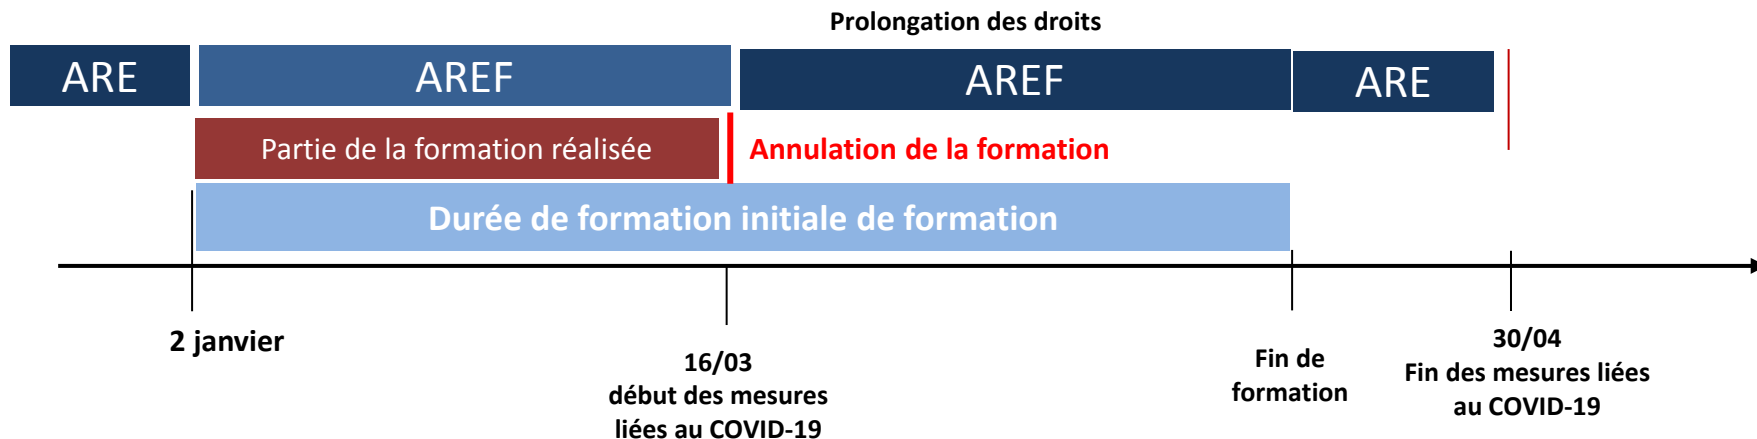 Prolongation des droits
ARE
AREF
AREF
ARE
Partie de la formation réalisée
Annulation de la formation
Durée de formation initiale de formation
2 janvier
16/03
début des mesures
liées au COVID-19
Fin de
formation
30/04
Fin des mesures liées
au COVID-19